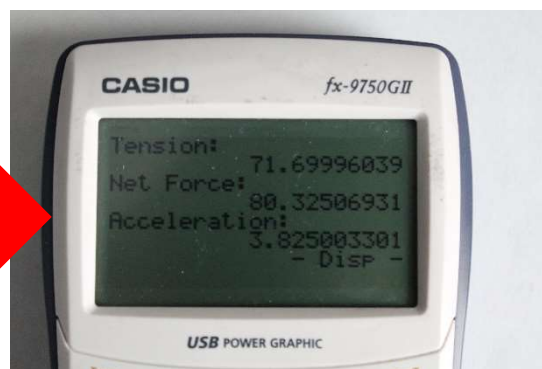 CASIO fx-9750GII
Tension:
71.69996039
Net Force:
80.32506931
Acceleration:
3.825003301
- Disp -
USB POWER GRAPHIC